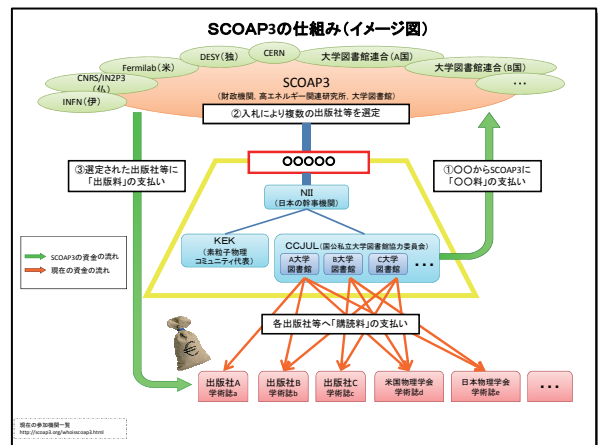 SCOAP3の仕組み(イメージ図)
CERN
DESY(独)
大学図書館連合(A国)
Fermilab(米)
大学図書館連合(B国)
CNRS/IN2P3
(仏)
SCOAP3
・・・
INFN(伊)
(財政機関, 高エネルギー関連研究所, 大学図書館)
②入札により複数の出版社等を選定
○○○○○
③選定された出版社等に
「出版料」の支払い
①○○からSCOAP3に
「○○料」の支払い
NII
(日本の幹事機関)
KEK
(素粒子物理
コミュニティ代表)
CCJUL(国公私立大学図書館協力委員会)
A大学
図書館
B大学
図書館
C大学
図書館
・・・
SCOAP3の資金の流れ
現在の資金の流れ
各出版社等へ「購読料」の支払い
€
出版社A
学術誌a
出版社B
学術誌b
出版社C
学術誌c
米国物理学会
学術誌d
日本物理学会
学術誌e
・・・
現在の参加機関一覧
http://scoap3.org/whoisscoap3.html